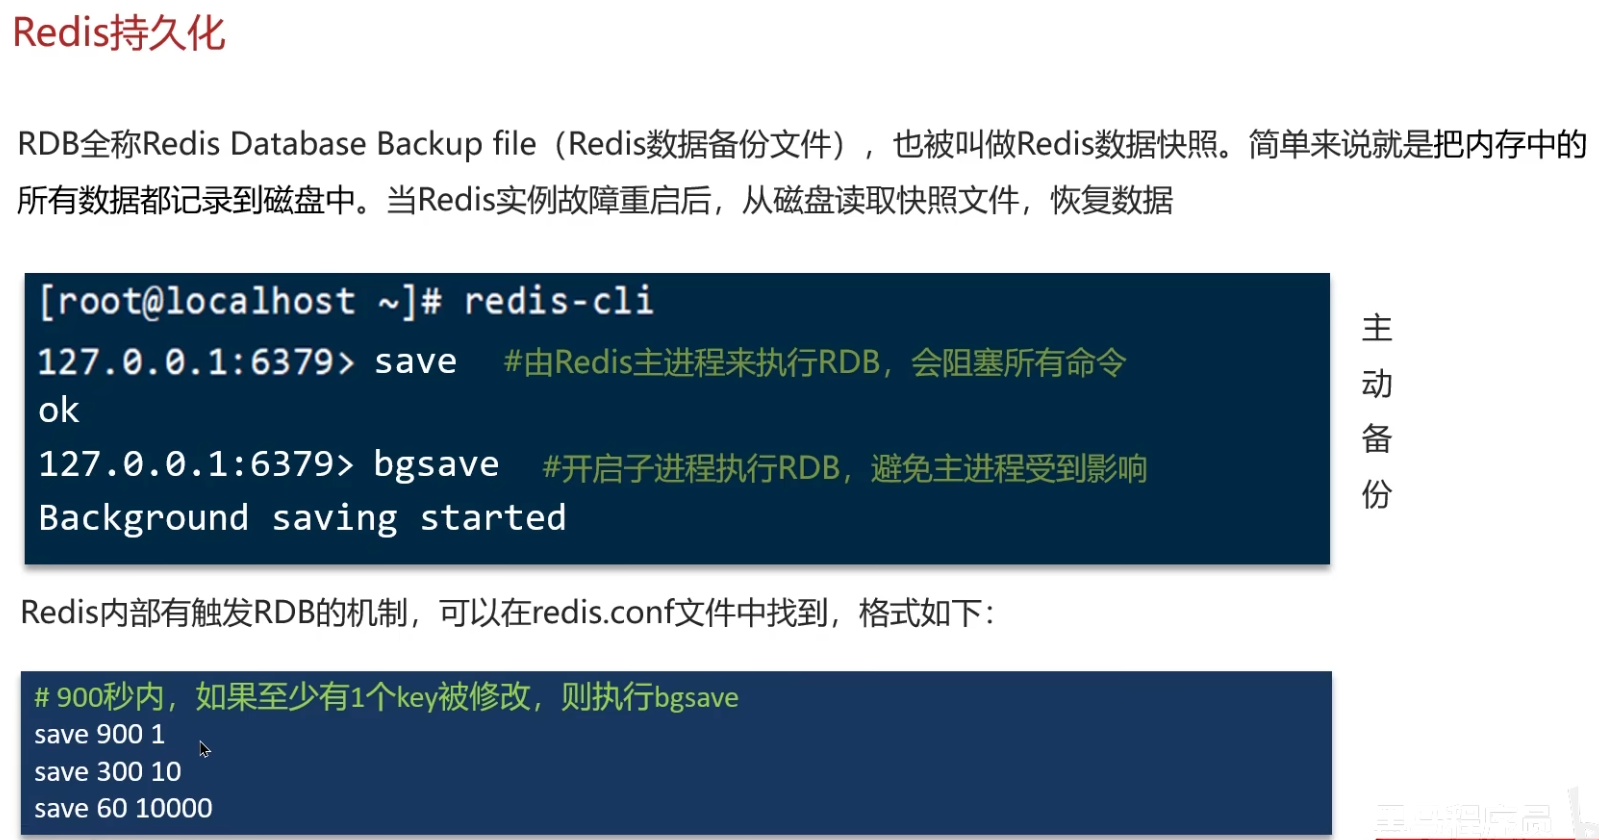 Redis持久化
RDB全称Redis Database Backup file（Redis数据备份文件），也被叫做Redis数据快照。简单来说就是把内存中的
所有数据都记录到磁盘中。当Redis实例故障重启后，从磁盘读取快照文件，恢复数据
[root@localhost ~]# redis-cli
127.0.0.1:6379> save #由Redis主进程来执行RDB，会阻塞所有命令
ok
127.0.0.1:6379> bgsave #开启子进程执行RDB，避免主进程受到影响
Background saving started
主
动
备
份
Redis内部有触发RDB的机制，可以在redis.conf文件中找到，格式如下：
# 900秒内，如果至少有1个key被修改，则执行bgsave
save 900 1
save 300 10
save 60 10000